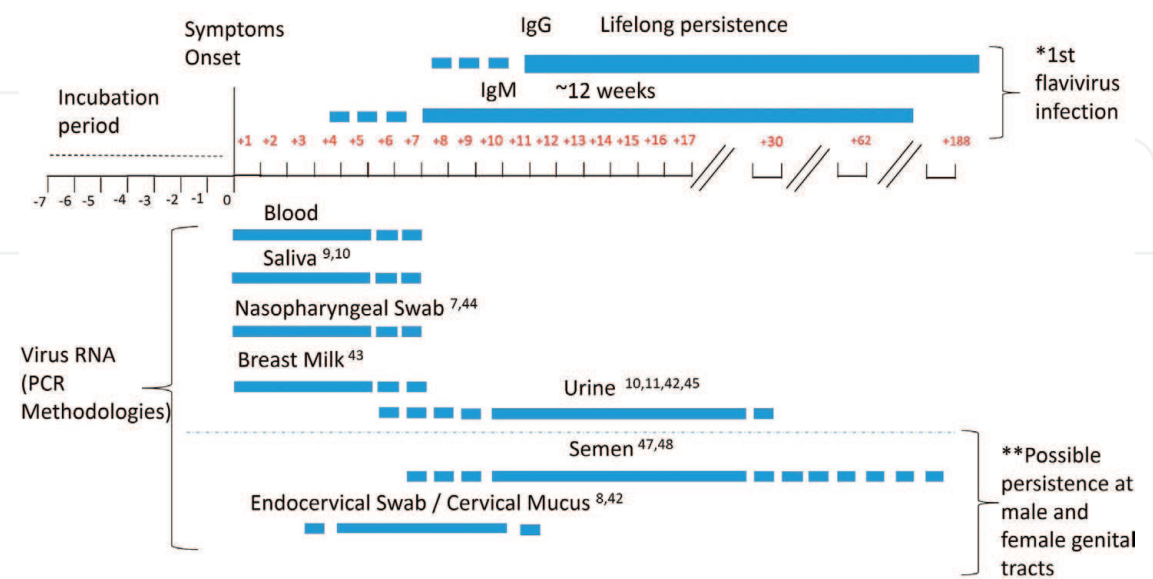 Symptoms
Onset
IgG Lifelong persistence
*1st
flavivirus
infection
IgM ~12 weeks
Incubation
period
+1 +2 +3 +4 +5 +6 +7 +8 +9 +10 +11 +12 +13 +14 +15 +16 +17 +30 +62 +188
-7 -6 -5 -4 -3 -2 -1 0
Blood
Saliva 9,10
Nasopharyngeal Swab 7,44
Virus RNA
(PCR
Methodologies)
Breast Milk 43
Urine 10,11,42,45
Semen 47,48
Endocervical Swab / Cervical Mucus 8,42
**Possible
persistence at
male and
female genital
tracts